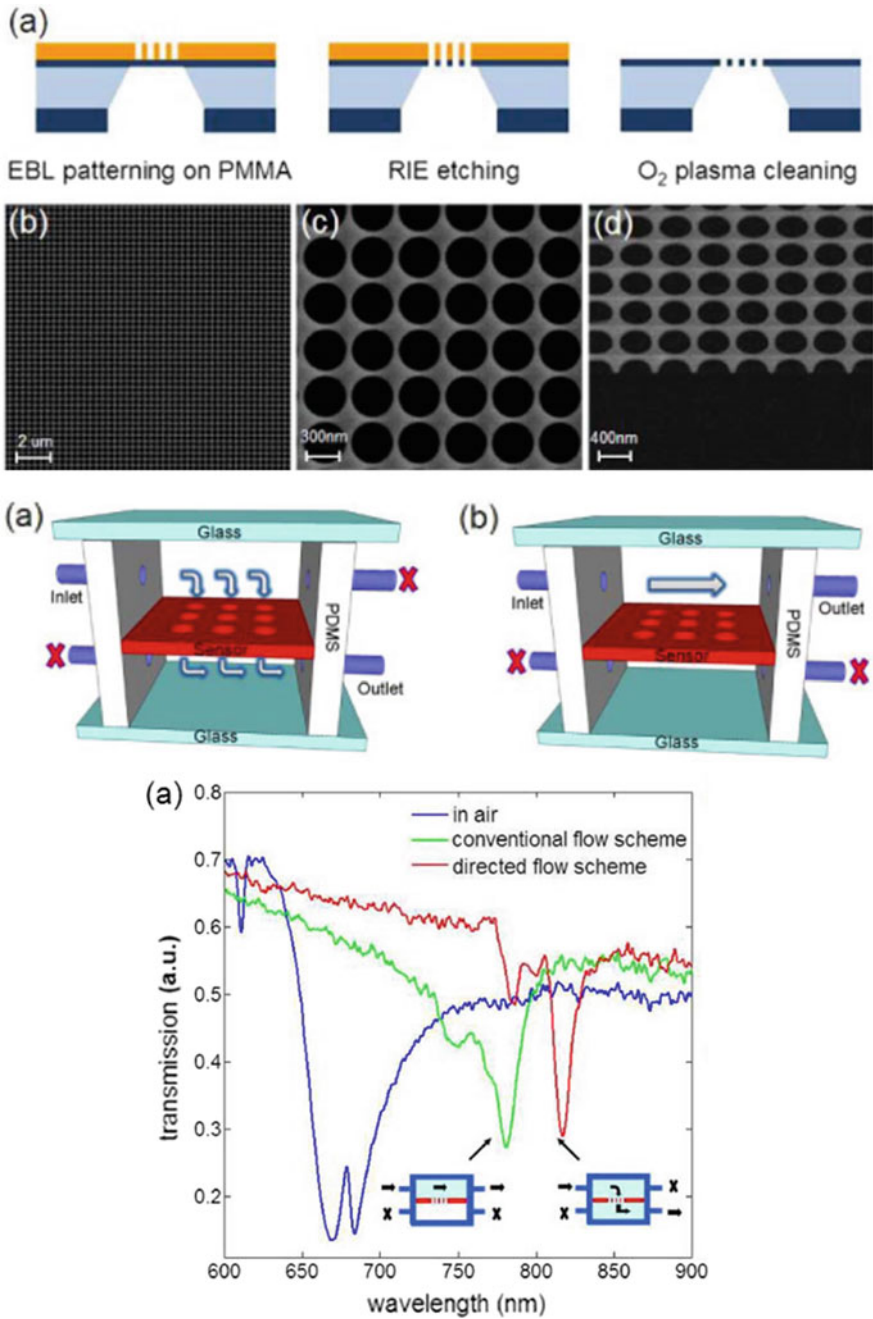 (a)
EBL patterning on PMMA
RIE etching
O₂ plasma cleaning
(b)
(c)
(d)
2 um
300nm
400nm
(a)
Glass
Inlet
X
PDMS
Sensor
X
Outlet
Glass
(b)
Glass
Inlet
Outlet
PDMS
Sensor
X
X
Glass
(a)
0.8
0.7
0.6
0.5
0.4
0.3
0.2
transmission (a.u.)
in air
conventional flow scheme
directed flow scheme
X
X
X
X
600
650
700
750
800
850
900
wavelength (nm)